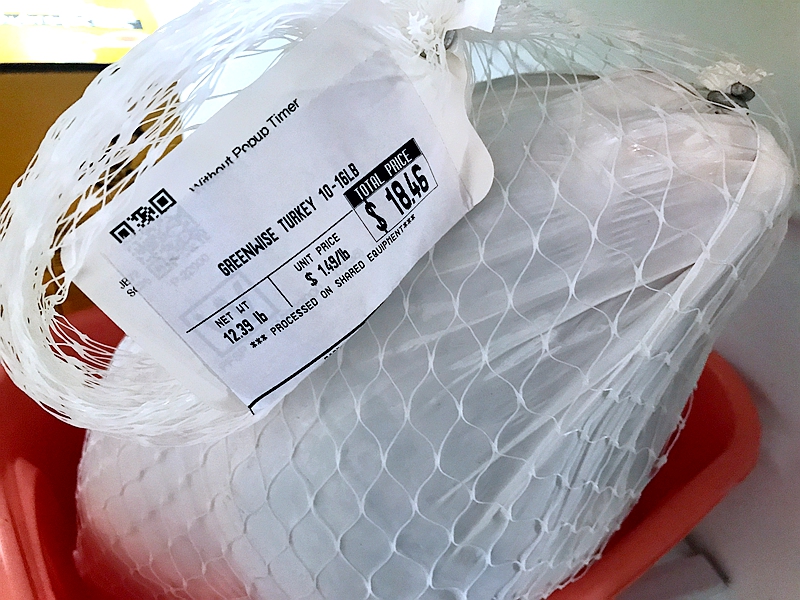 Without Popup Timer
GREENWISE TURKEY 10-16LB
TOTAL PRICE
$ 18.46
NET WT
12.39 lb
UNIT PRICE
$ 1.49/lb
*** PROCESSED ON SHARED EQUIPMENT***